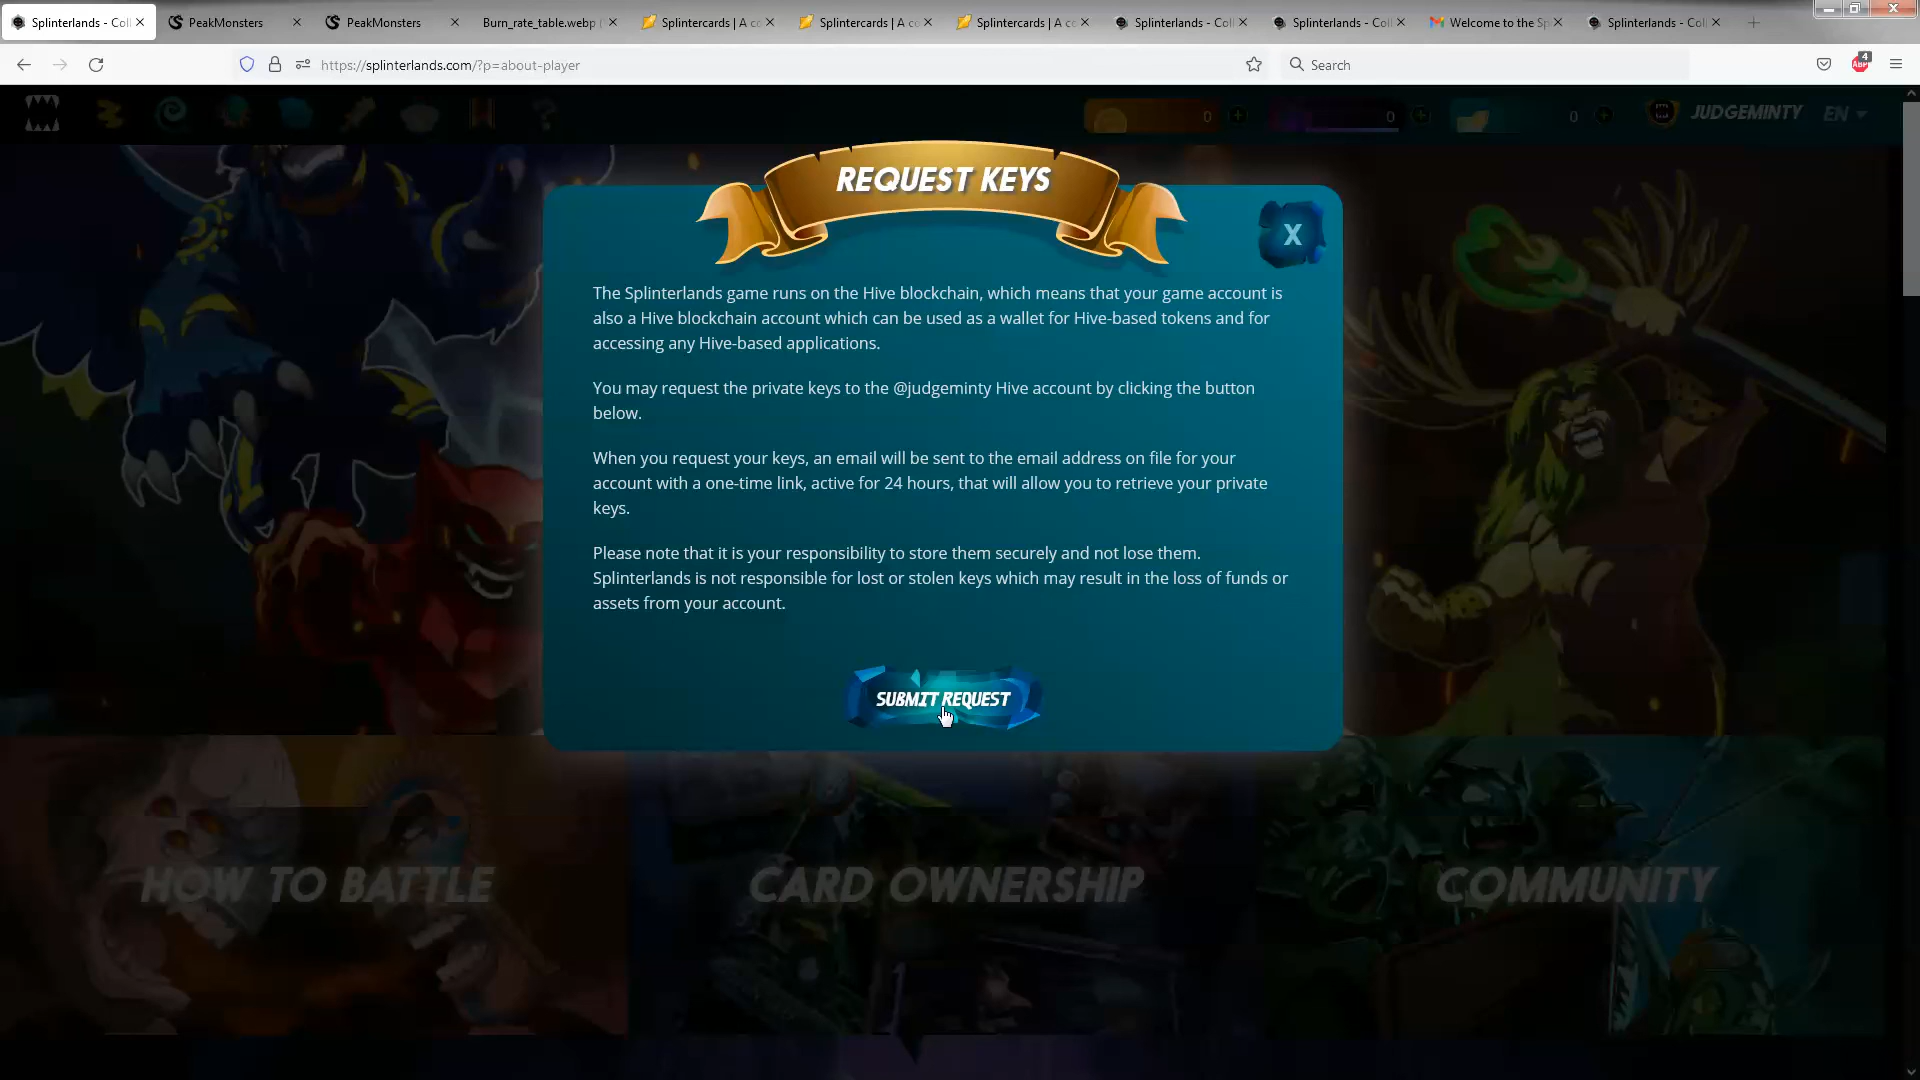 Splinterlands - Coll
PeakMonsters
PeakMonsters
Burn_rate_table.webp (
Splintercards | A co
Splintercards | A co
Splintercards | A co
Splinterlands - Coll
Splinterlands - Coll
Welcome to the Sp
Splinterlands - Coll
https://splinterlands.com/?p=about-player
Search
4
ABP
0
0
0
JUDGEMINTY
EN
REQUEST KEYS
X
The Splinterlands game runs on the Hive blockchain, which means that your game account is
also a Hive blockchain account which can be used as a wallet for Hive-based tokens and for
accessing any Hive-based applications.
You may request the private keys to the @judgeminty Hive account by clicking the button
below.
When you request your keys, an email will be sent to the email address on file for your
account with a one-time link, active for 24 hours, that will allow you to retrieve your private
keys.
Please note that it is your responsibility to store them securely and not lose them.
Splinterlands is not responsible for lost or stolen keys which may result in the loss of funds or
assets from your account.
SUBMIT REQUEST
HOW TO BATTLE
CARD OWNERSHIP
COMMUNITY